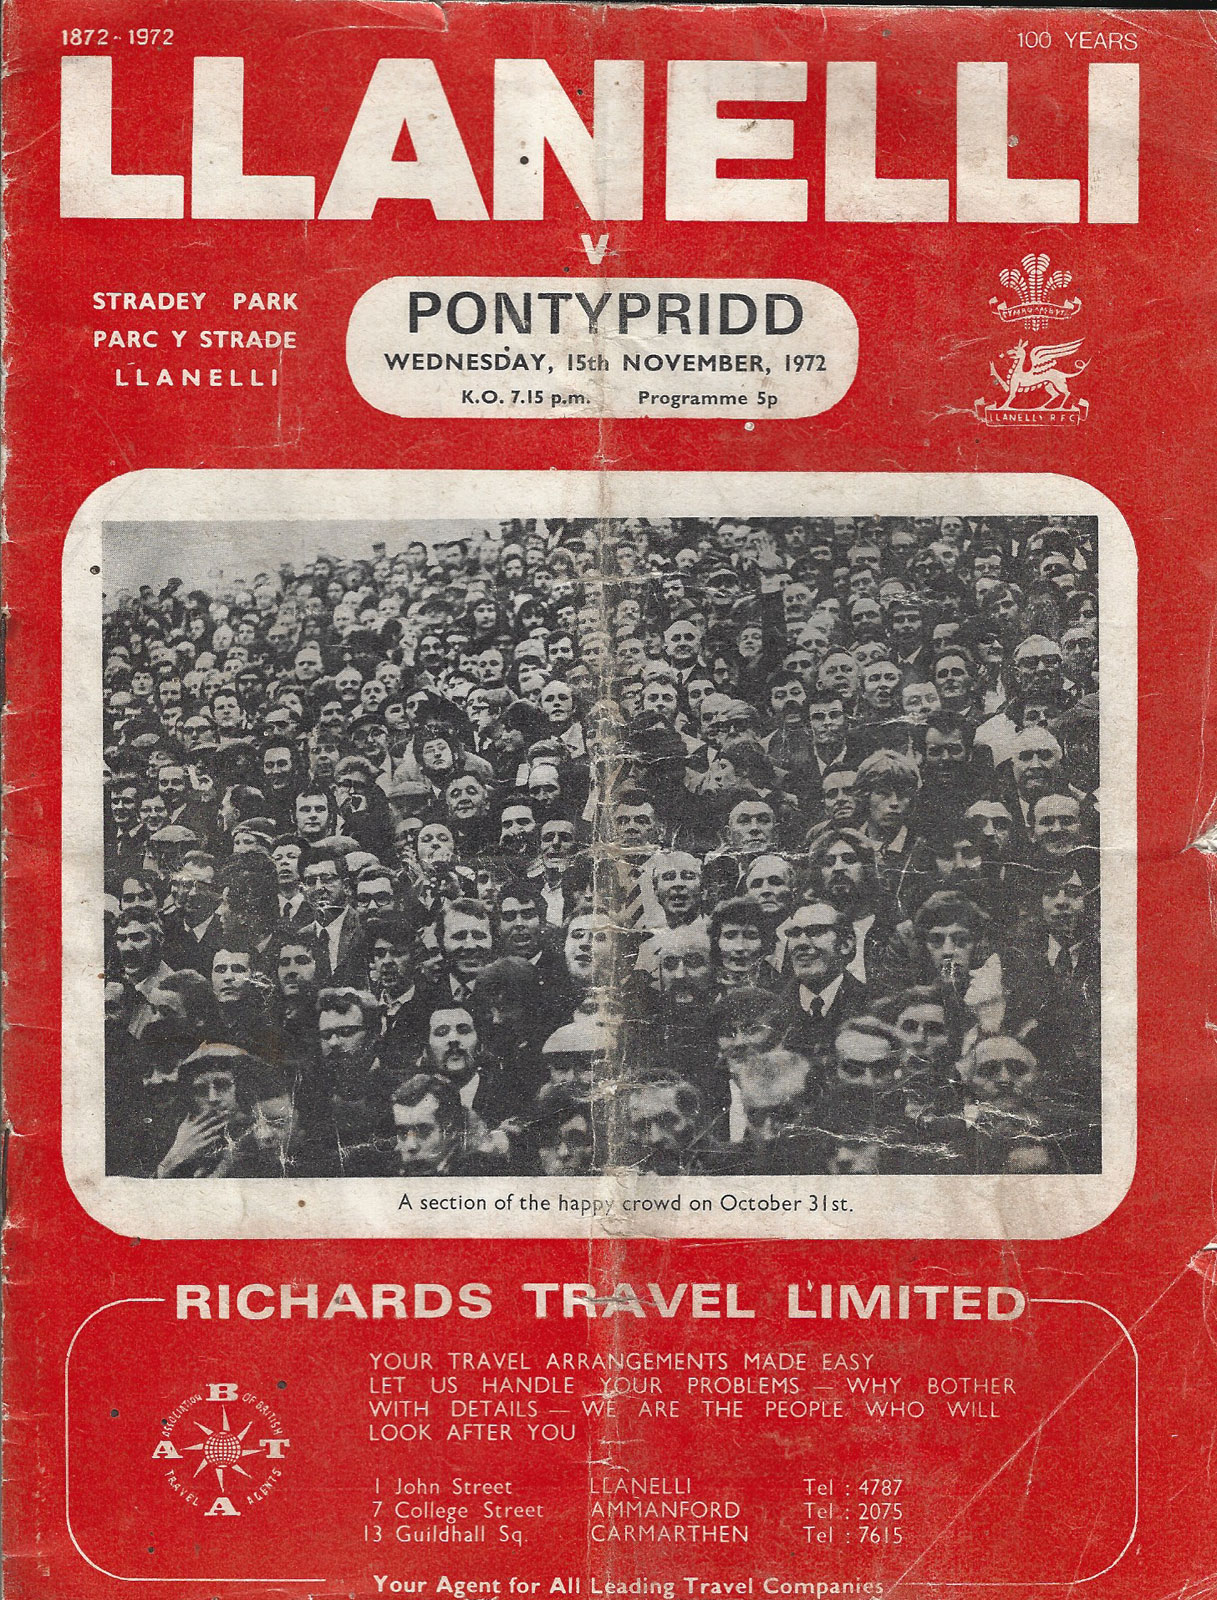 1872-1972
100 YEARS
LLANELLI
v
STRADEY PARK
PARC Y STRADE
LLANELLI
PONTYPRIDD
WEDNESDAY, 15th NOVEMBER, 1972
K.O. 7.15 p.m. Programme 5p
LLANELLY R.F.C.
A section of the happy crowd on October 31st.
RICHARDS TRAVEL LIMITED
YOUR TRAVEL ARRANGEMENTS MADE EASY
LET US HANDLE YOUR PROBLEMS — WHY BOTHER
WITH DETAILS — WE ARE THE PEOPLE WHO WILL
LOOK AFTER YOU
ABTA
ASSOCIATION OF BRITISH
TRAVEL AGENTS
1 John Street LLANELLI Tel : 4787
7 College Street AMMANFORD Tel : 2075
13 Guildhall Sq. CARMARTHEN Tel : 7615
Your Agent for All Leading Travel Companies